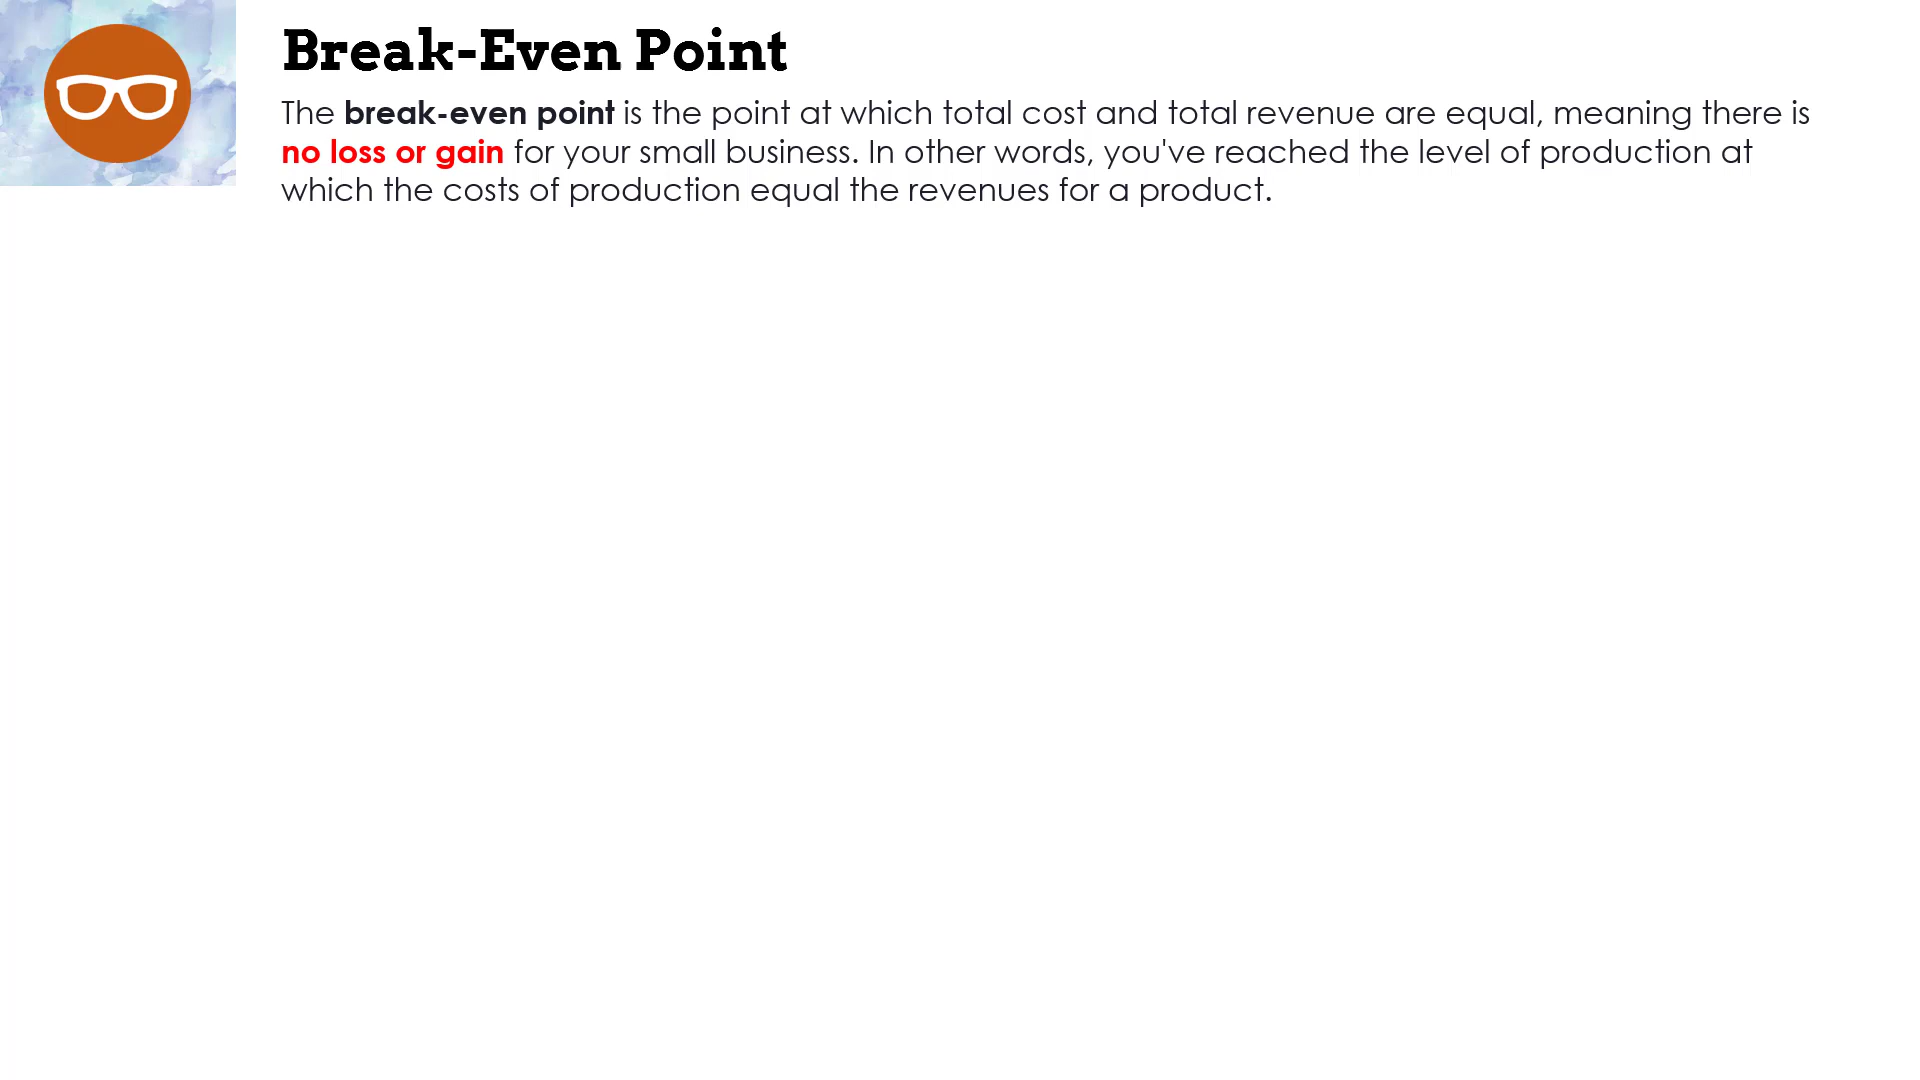 Break-Even Point
The break-even point is the point at which total cost and total revenue are equal, meaning there is
no loss or gain for your small business. In other words, you've reached the level of production at
which the costs of production equal the revenues for a product.